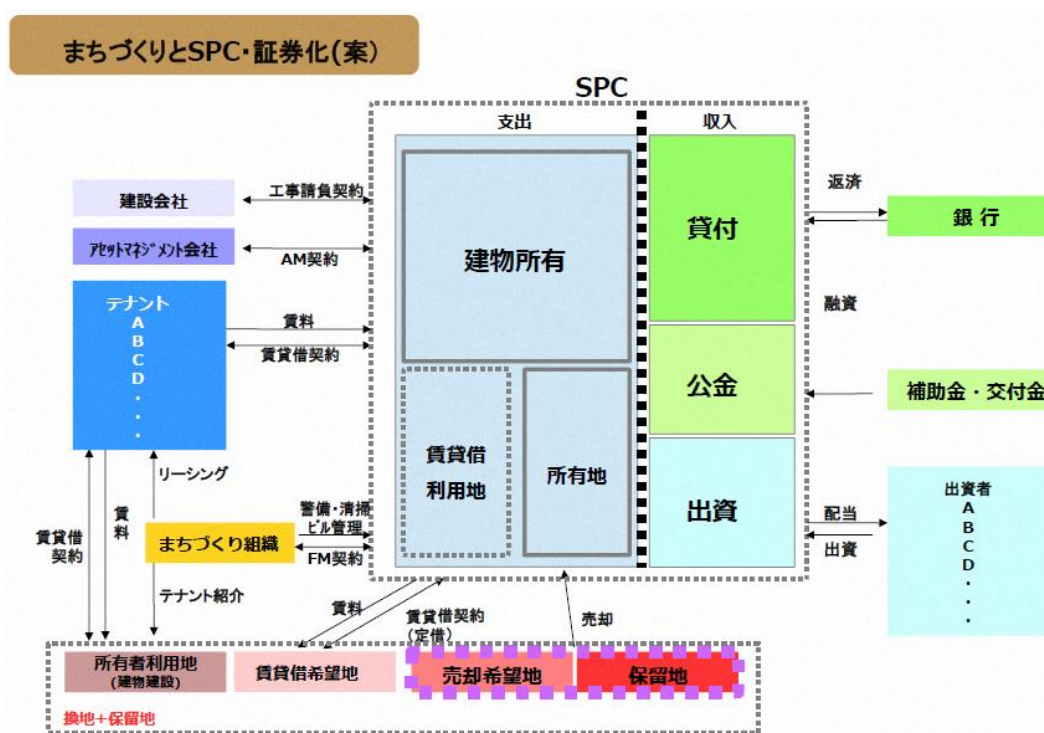 まちづくりとSPC・証券化(案）
SPC
支出
収入
建設会社
工事請負契約
アセットマネジメント会社
AM契約
テナント
A
B
C
D
・
・
・
賃料
賃貸借契約
建物所有
賃貸借
利用地
所有地
貸付
公金
出資
返済
銀行
融資
補助金・交付金
出資者
A
B
C
D
・
・
・
配当
出資
リーシング
賃料
賃貸借
契約
まちづくり組織
警備・清掃
ビル管理
FM契約
テナント紹介
賃料
賃貸借契約
（定借）
売却
所有者利用地
(建物建設)
賃貸借希望地
売却希望地
保留地
換地+保留地